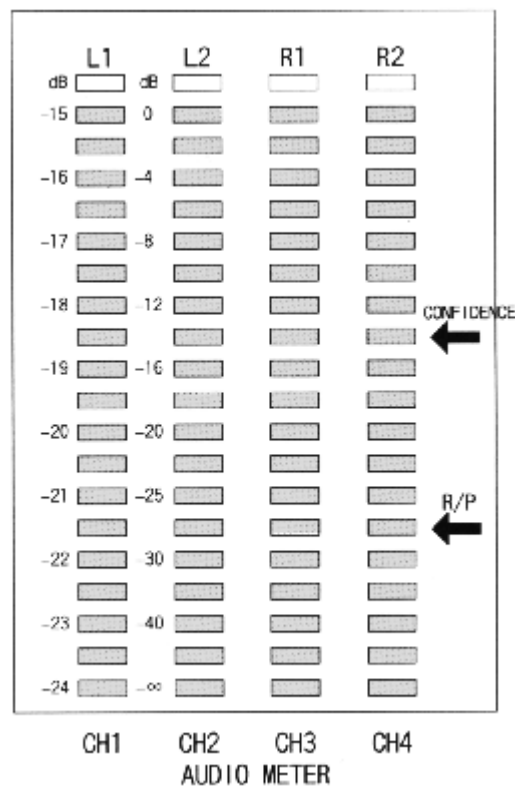 L1 L2 R1 R2
dB dB
-15 0
-16 -4
-17 -8
-18 -12
CONFIDENCE
-19 -16
-20 -20
-21 -25
R/P
-22 -30
-23 -40
-24 -∞
CH1 CH2 CH3 CH4
AUDIO METER